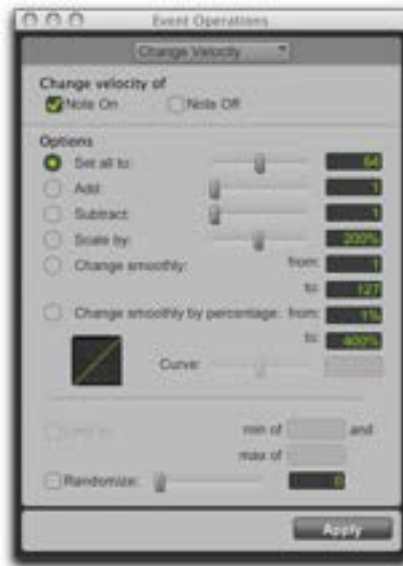 Event Operations
Change Velocity
Change velocity of
Note On Note Off
Options
Set all to: 64
Add: 1
Subtract: 1
Scale by: 200%
Change smoothly: from: 1
to: 127
Change smoothly by percentage: from: 1%
to: 400%
Curve:
Limit to: min of and
max of
Randomize: 0
Apply